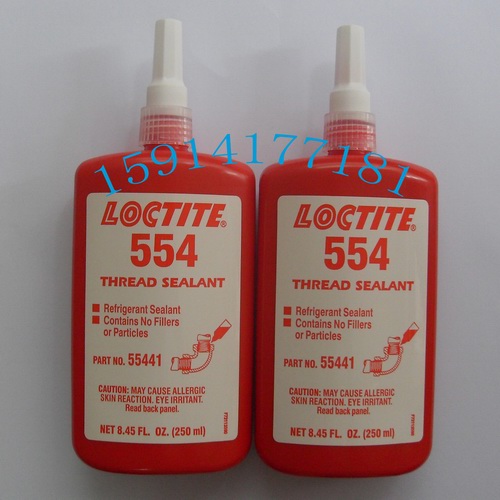 15914177181
LOCTITE®
554
THREAD SEALANT
Refrigerant Sealant
Contains No Fillers
or Particles
PART NO. 55441
CAUTION: MAY CAUSE ALLERGIC
SKIN REACTION. EYE IRRITANT.
Read back panel.
NET 8.45 FL. OZ (250 ml)
LOCTITE®
554
THREAD SEALANT
Refrigerant Sealant
Contains No Fillers
or Particles
PART NO. 55441
CAUTION: MAY CAUSE ALLERGIC
SKIN REACTION. EYE IRRITANT.
Read back panel.
NET 8.45 FL. OZ (250 ml)